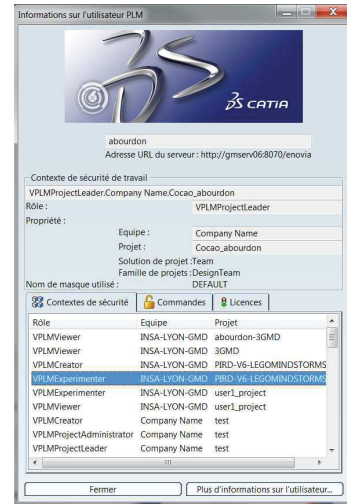 Informations sur l'utilisateur PLM
3S CATIA
abourdon
Adresse URL du serveur : http://gmserv06:8070/enovia
Contexte de sécurité de travail
VPLMProjectLeader.Company Name.Cocao_abourdon
Rôle : VPLMProjectLeader
Propriété :
Equipe : Company Name
Projet : Cocao_abourdon
Solution de projet :Team
Famille de projets :DesignTeam
Nom de masque utilisé : DEFAULT
Contextes de sécurité Commandes Licences
Rôle Equipe Projet
VPLMViewer INSA-LYON-GMD abourdon-3GMD
VPLMViewer INSA-LYON-GMD 3GMD
VPLMCreator INSA-LYON-GMD PIRD-V6-LEGOMINDSTORMS
VPLMExperimenter INSA-LYON-GMD PIRD-V6-LEGOMINDSTORMS
VPLMExperimenter INSA-LYON-GMD user1_project
VPLMViewer INSA-LYON-GMD user1_project
VPLMCreator Company Name test
VPLMProjectAdministrator Company Name test
VPLMProjectLeader Company Name test
Fermer Plus d'informations sur l'utilisateur...